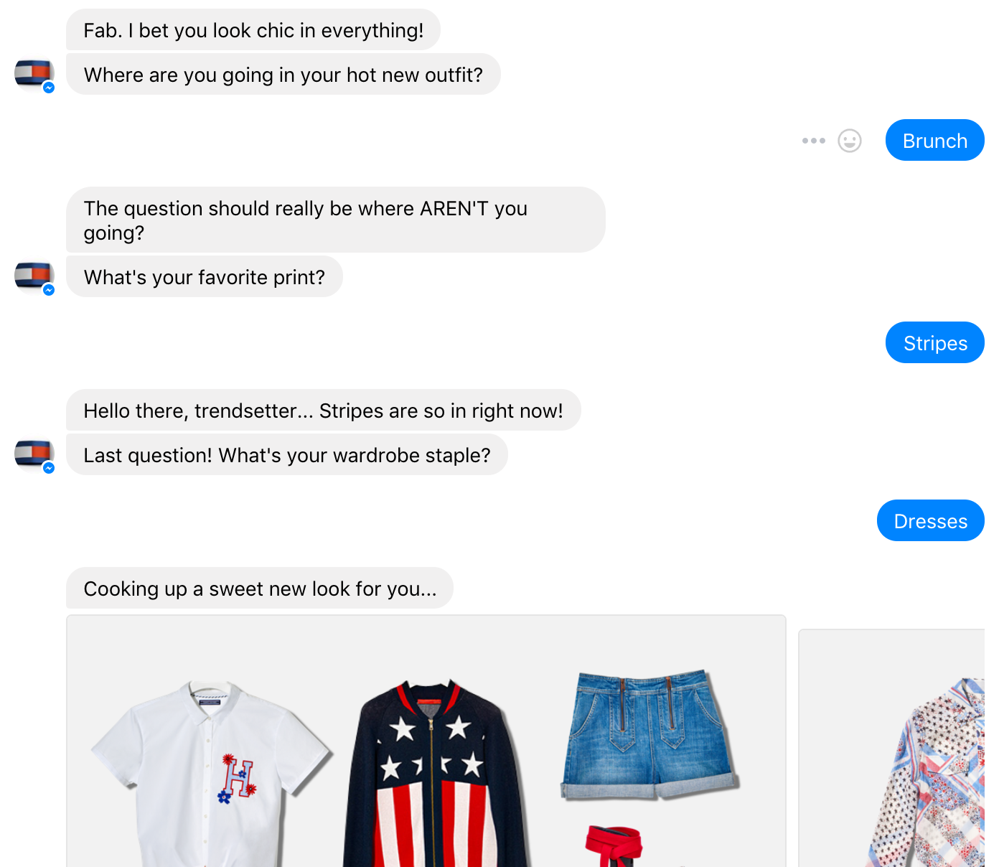 Fab. I bet you look chic in everything!
Where are you going in your hot new outfit?
Brunch
The question should really be where AREN'T you
going?
What's your favorite print?
Stripes
Hello there, trendsetter... Stripes are so in right now!
Last question! What's your wardrobe staple?
Dresses
Cooking up a sweet new look for you...
H